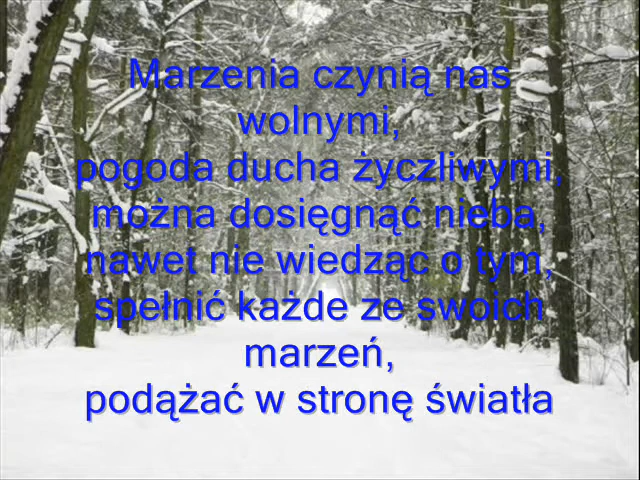 Marzenia czynią nas
wolnymi,
pogoda ducha życzliwymi,
można dosięgnąć nieba,
nawet nie wiedząc o tym,
spełnić każde ze swoich
marzeń,
podążać w stronę światła